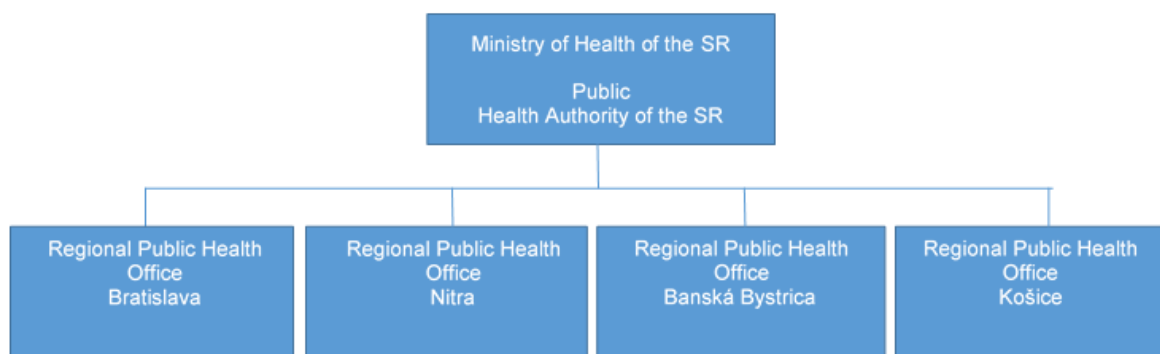 Ministry of Health of the SR
Public
Health Authority of the SR
Regional Public Health
Office
Bratislava
Regional Public Health
Office
Nitra
Regional Public Health
Office
Banská Bystrica
Regional Public Health
Office
Košice